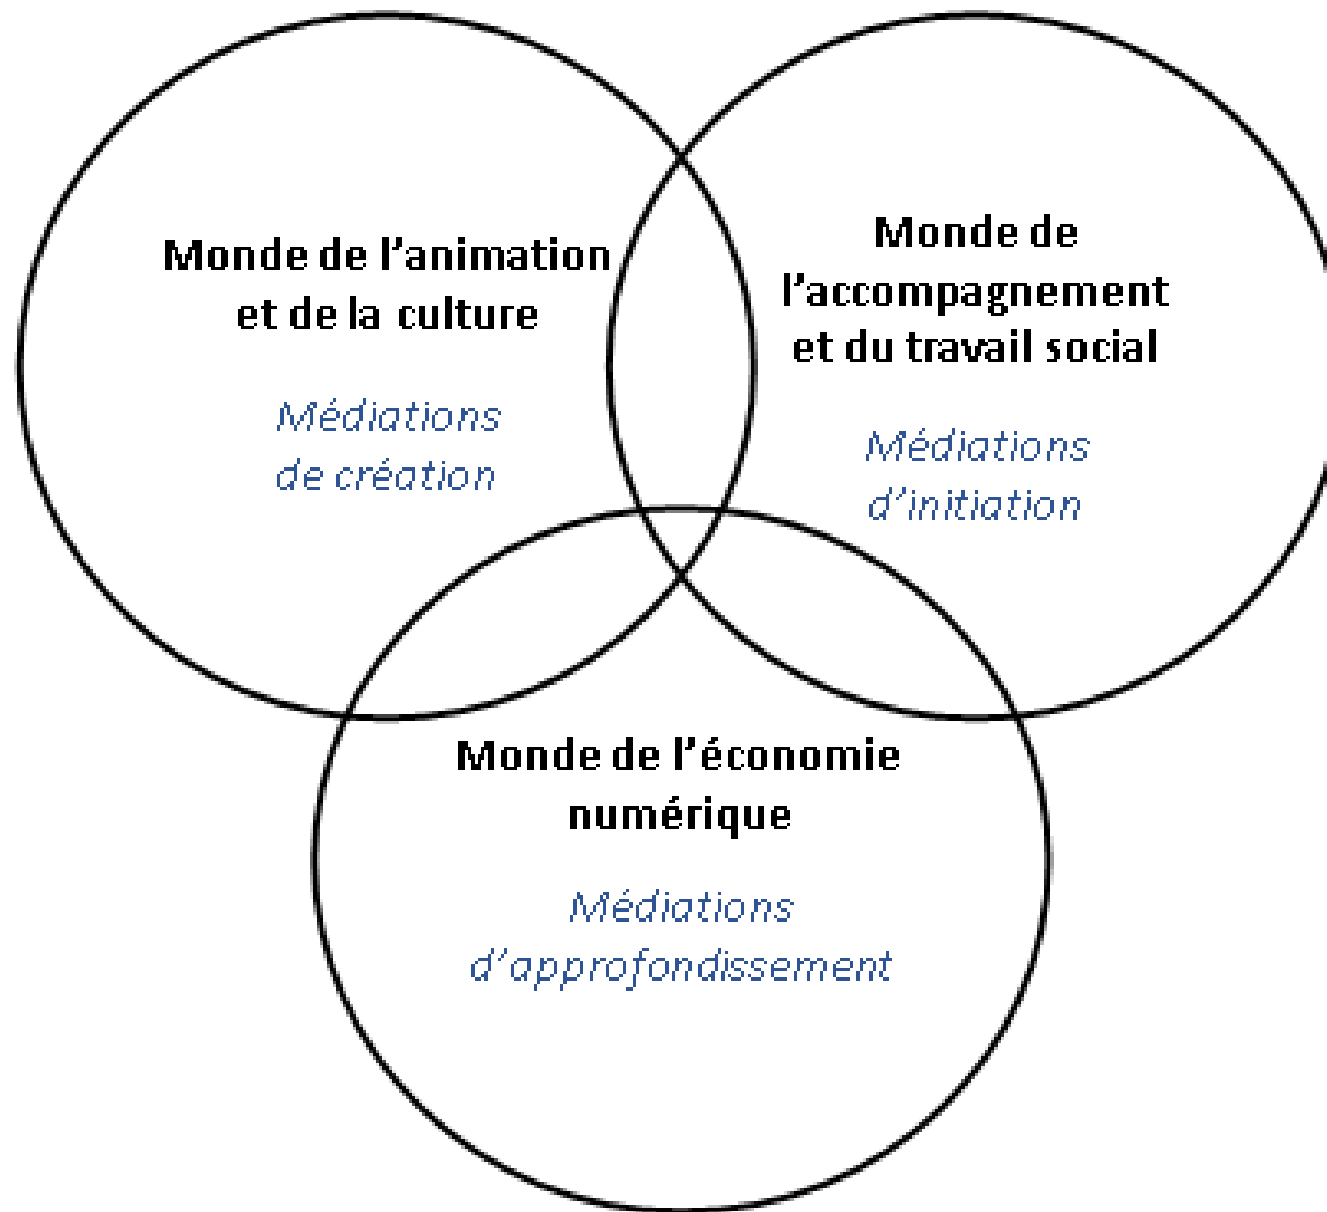 Monde de l'animation
et de la culture
Médiations
de création
Monde de
l'accompagnement
et du travail social
Médiations
d'initiation
Monde de l'économie
numérique
Médiations
d'approfondissement